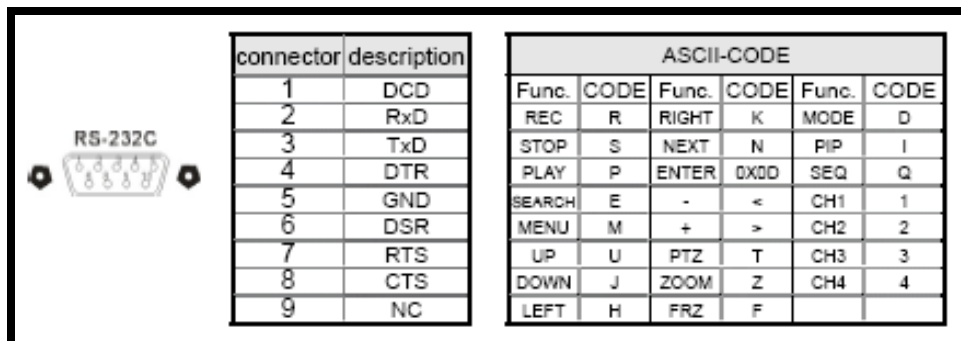 RS-232C
connector description
1 DCD
2 RxD
3 TxD
4 DTR
5 GND
6 DSR
7 RTS
8 CTS
9 NC
ASCII-CODE
Func. CODE Func. CODE Func. CODE
REC R RIGHT K MODE D
STOP S NEXT N PIP I
PLAY P ENTER 0X0D SEQ Q
SEARCH E - < CH1 1
MENU M + > CH2 2
UP U PTZ T CH3 3
DOWN J ZOOM Z CH4 4
LEFT H FRZ F